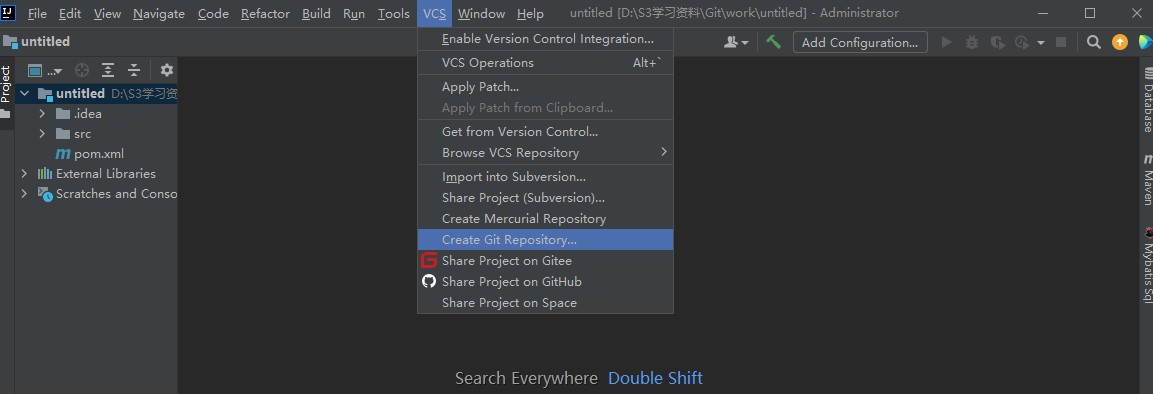 File Edit View Navigate Code Refactor Build Run Tools VCS Window Help untitled [D:\S3学习资料\Git\work\untitled] - Administrator
untitled
Add Configuration...
Project
...
untitled D:\S3学习资
.idea
src
pom.xml
External Libraries
Scratches and Conso
Enable Version Control Integration...
VCS Operations Alt+`
Apply Patch...
Apply Patch from Clipboard...
Get from Version Control...
Browse VCS Repository
Import into Subversion...
Share Project (Subversion)...
Create Mercurial Repository
Create Git Repository...
Share Project on Gitee
Share Project on GitHub
Share Project on Space
Search Everywhere Double Shift
Database
Maven
Mybatis Sql